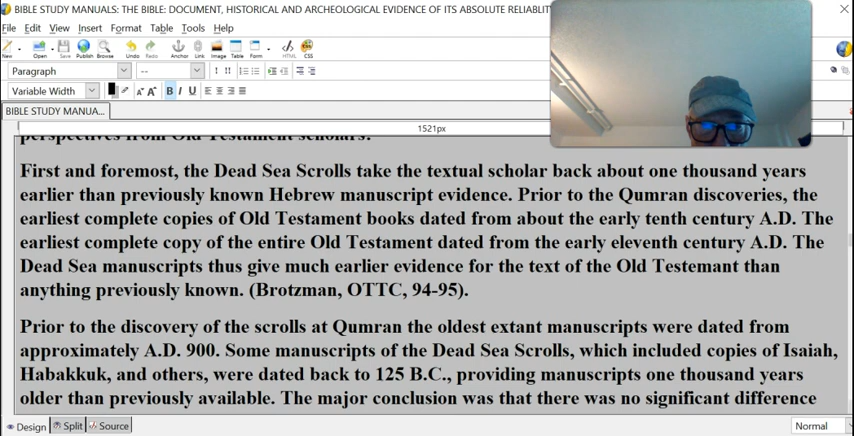 BIBLE STUDY MANUALS: THE BIBLE: DOCUMENT, HISTORICAL AND ARCHEOLOGICAL EVIDENCE OF ITS ABSOLUTE RELIABLIT
File Edit View Insert Format Table Tools Help
New Open Save Publish Browse Undo Redo Anchor Link Image Table Form HTML CSS
Paragraph --
Variable Width A A B I U
BIBLE STUDY MANUA...
1521px
perspectives from Old Testament scholars:
First and foremost, the Dead Sea Scrolls take the textual scholar back about one thousand years
earlier than previously known Hebrew manuscript evidence. Prior to the Qumran discoveries, the
earliest complete copies of Old Testament books dated from about the early tenth century A.D. The
earliest complete copy of the entire Old Testament dated from the early eleventh century A.D. The
Dead Sea manuscripts thus give much earlier evidence for the text of the Old Testemant than
anything previously known. (Brotzman, OTTC, 94-95).
Prior to the discovery of the scrolls at Qumran the oldest extant manuscripts were dated from
approximately A.D. 900. Some manuscripts of the Dead Sea Scrolls, which included copies of Isaiah,
Habakkuk, and others, were dated back to 125 B.C., providing manuscripts one thousand years
older than previously available. The major conclusion was that there was no significant difference
Design Split Source Normal